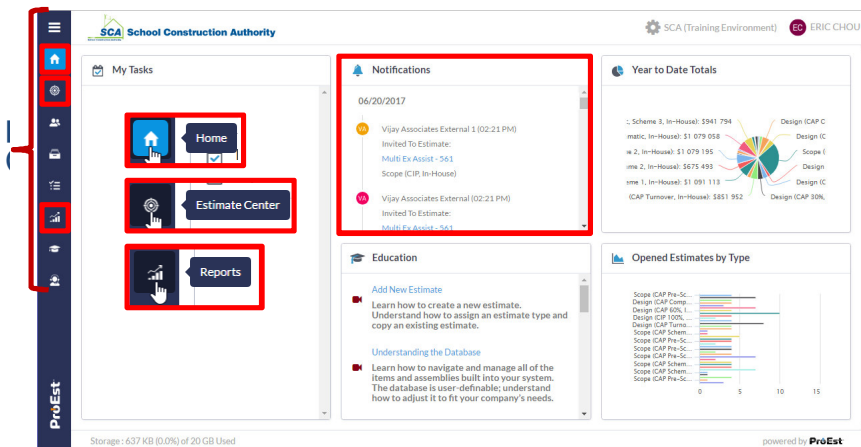 SCA School Construction Authority
SCA (Training Environment)
EC ERIC CHOU
My Tasks
Home
Estimate Center
Reports
Notifications
06/20/2017
VA Vijay Associates External 1 (02:21 PM)
Invited To Estimate:
Multi Ex Assist - 561
Scope (CIP, In-House)
VA Vijay Associates External (02:21 PM)
Invited To Estimate:
Multi Ex Assist - 561
Year to Date Totals
:, Scheme 3, In-House): $941 794
Design (CAP C
matic, In-House): $1 079 058
Design (C
e 2, In-House): $1 079 195
Scope (
me 2, In-House): $675 493
Design
eme 1, In-House): $1 091 113
Design (C
(CAP Turnover, In-House): $851 952
Design (CAP 30%,
Education
Add New Estimate
Learn how to create a new estimate.
Understand how to assign an estimate type and
copy an existing estimate.
Understanding the Database
Learn how to navigate and manage all of the
items and assemblies built into your system.
The database is user-definable; understand
how to adjust it to fit your company's needs.
Opened Estimates by Type
Scope (CAP Pre-Sc...
Design (CAP Comp...
Design (CAP 60%, I...
Design (CIP 100%, ...
Design (CAP Turno...
Scope (CAP Schem...
Scope (CAP Pre-Sc...
Scope (CAP Pre-Sc...
Scope (CAP Pre-Sc...
Scope (CAP Schem...
Scope (CAP Schem...
Scope (CAP Pre-Sc...
0 5 10 15
ProEst
Storage : 637 KB (0.0%) of 20 GB Used
powered by ProEst